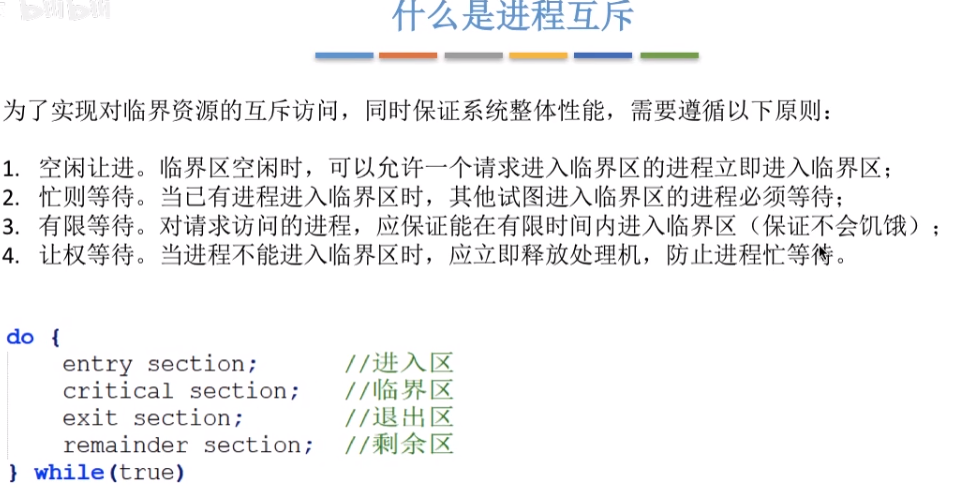 什么是进程互斥
为了实现对临界资源的互斥访问，同时保证系统整体性能，需要遵循以下原则：
1. 空闲让进。临界区空闲时，可以允许一个请求进入临界区的进程立即进入临界区；
2. 忙则等待。当已有进程进入临界区时，其他试图进入临界区的进程必须等待；
3. 有限等待。对请求访问的进程，应保证能在有限时间内进入临界区（保证不会饥饿）；
4. 让权等待。当进程不能进入临界区时，应立即释放处理机，防止进程忙等待。
do {
entry section; //进入区
critical section; //临界区
exit section; //退出区
remainder section; //剩余区
} while(true)